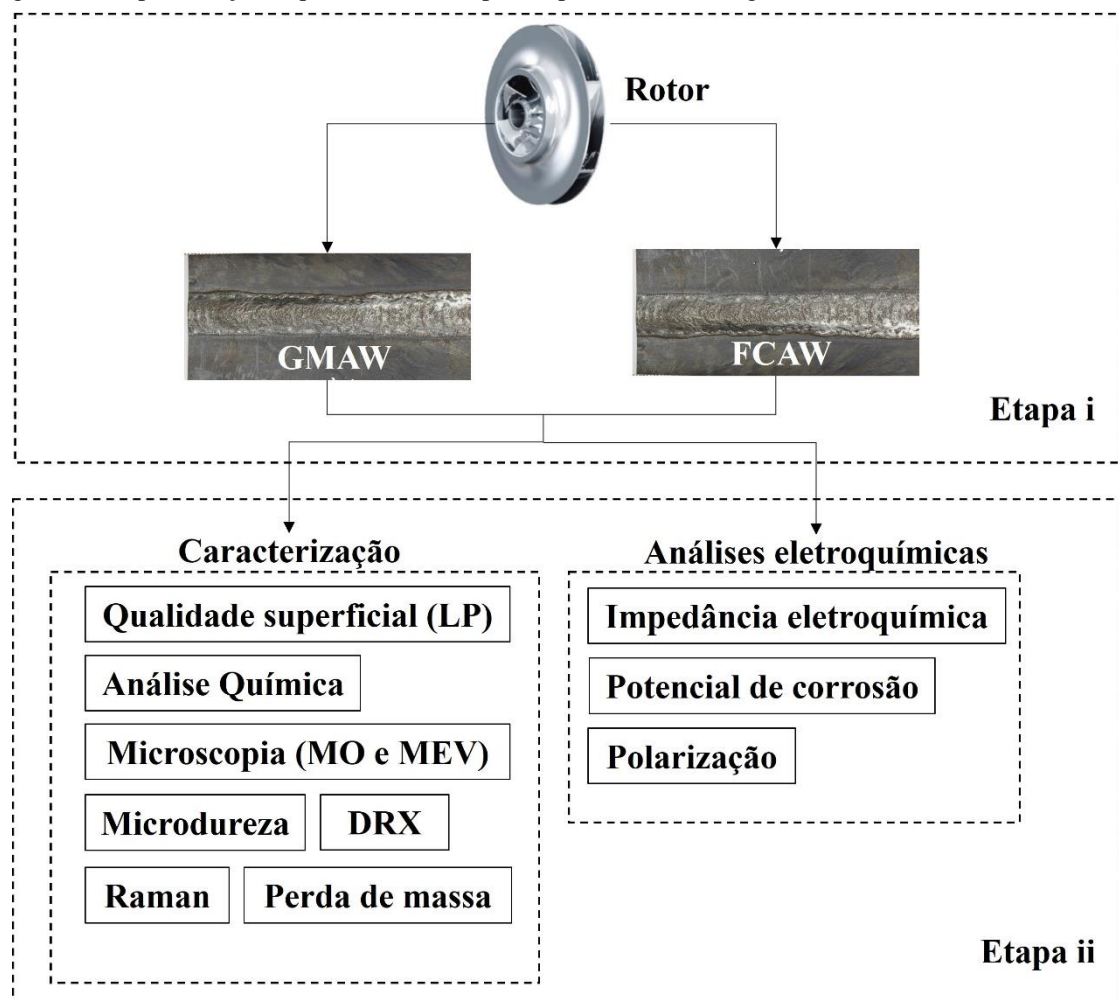 Rotor
GMAW
FCAW
Etapa i
Caracterização
Qualidade superficial (LP)
Análise Química
Microscopia (MO e MEV)
Microdureza
DRX
Raman
Perda de massa
Análises eletroquímicas
Impedância eletroquímica
Potencial de corrosão
Polarização
Etapa ii